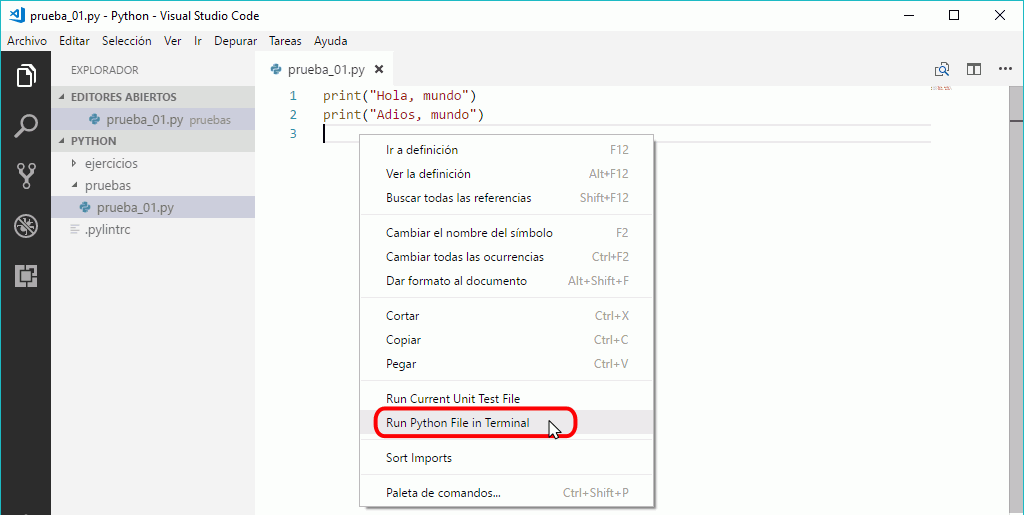 prueba_01.py - Python - Visual Studio Code
Archivo Editar Selección Ver Ir Depurar Tareas Ayuda
EXPLORADOR
EDITORES ABIERTOS
prueba_01.py pruebas
PYTHON
ejercicios
pruebas
prueba_01.py
.pylintrc
prueba_01.py
1 print("Hola, mundo")
2 print("Adios, mundo")
3
Ir a definición F12
Ver la definición Alt+F12
Buscar todas las referencias Shift+F12
Cambiar el nombre del símbolo F2
Cambiar todas las ocurrencias Ctrl+F2
Dar formato al documento Alt+Shift+F
Cortar Ctrl+X
Copiar Ctrl+C
Pegar Ctrl+V
Run Current Unit Test File
Run Python File in Terminal
Sort Imports
Paleta de comandos... Ctrl+Shift+P